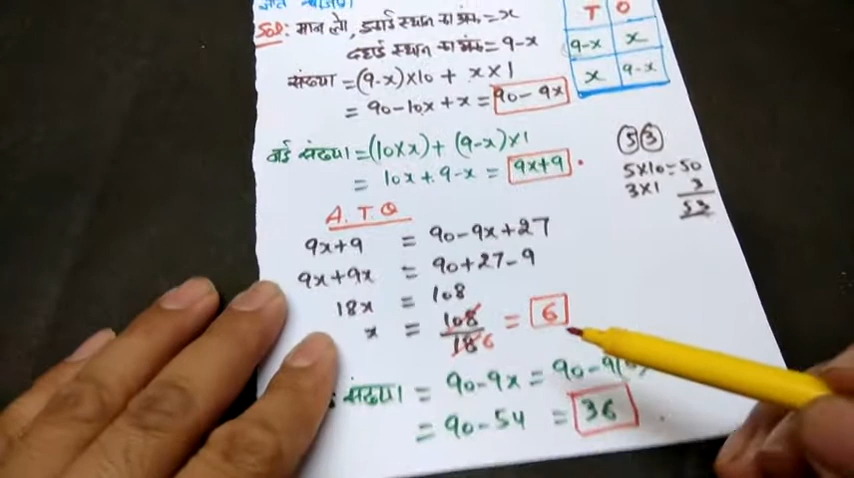 Sol: मान लो, इकाई स्थान का अंक = x
दहाई स्थान का अंक = 9-x
संख्या = (9-x)×10 + x×1
= 90-10x+x = 90-9x
T O
9-x x
x 9-x
नई संख्या = (10×x) + (9-x)×1
= 10x+9-x = 9x+9
5 3
5×10=50
3×1 3
53
A.T.Q
9x+9 = 90-9x+27
9x+9x = 90+27-9
18x = 108
x = 108/18 6 = 6
संख्या = 90-9x = 90-9(
= 90-54 = 36